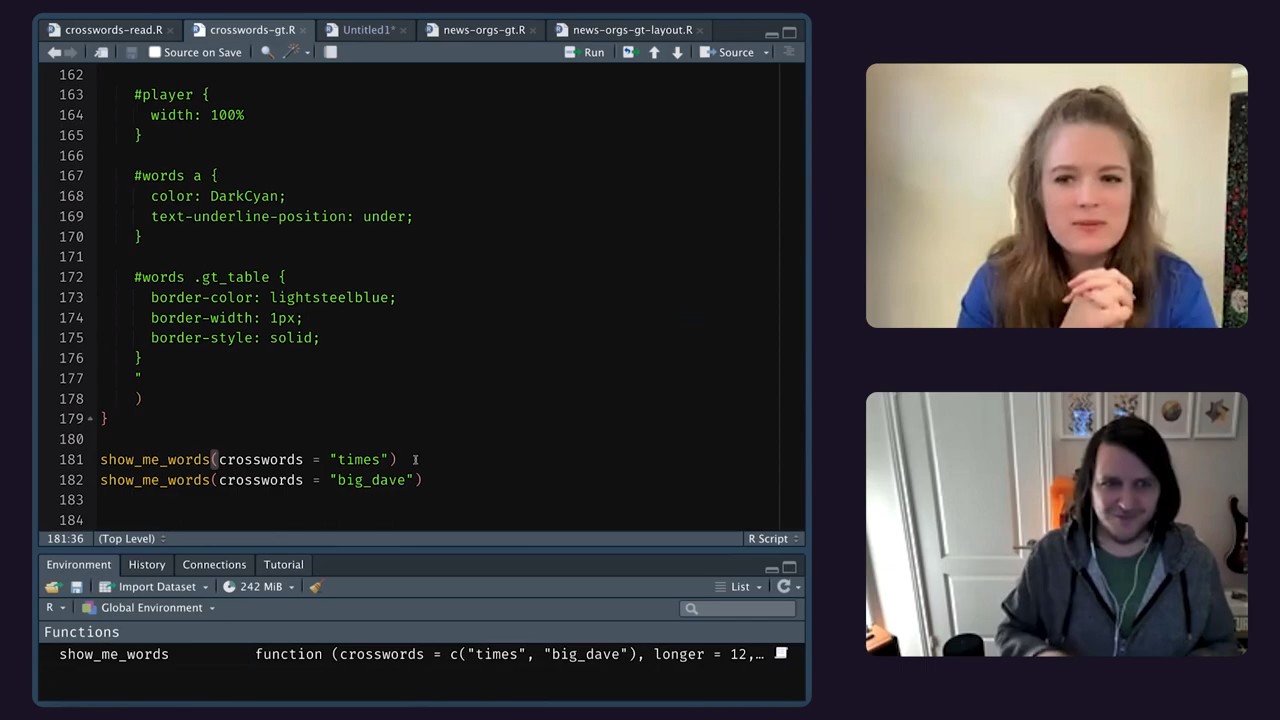 crosswords-read.R
crosswords-gt.R
Untitled1*
news-orgs-gt.R
news-orgs-gt-layout.R
Source on Save
Run
Source
162
163 #player {
164 width: 100%
165 }
166
167 #words a {
168 color: DarkCyan;
169 text-underline-position: under;
170 }
171
172 #words .gt_table {
173 border-color: lightsteelblue;
174 border-width: 1px;
175 border-style: solid;
176 }
177 "
178 )
179 }
180
181 show_me_words(crosswords = "times")
182 show_me_words(crosswords = "big_dave")
183
184
181:36 (Top Level) R Script
Environment History Connections Tutorial
Import Dataset 242 MiB List
R Global Environment
Functions
show_me_words function (crosswords = c("times", "big_dave"), longer = 12,…